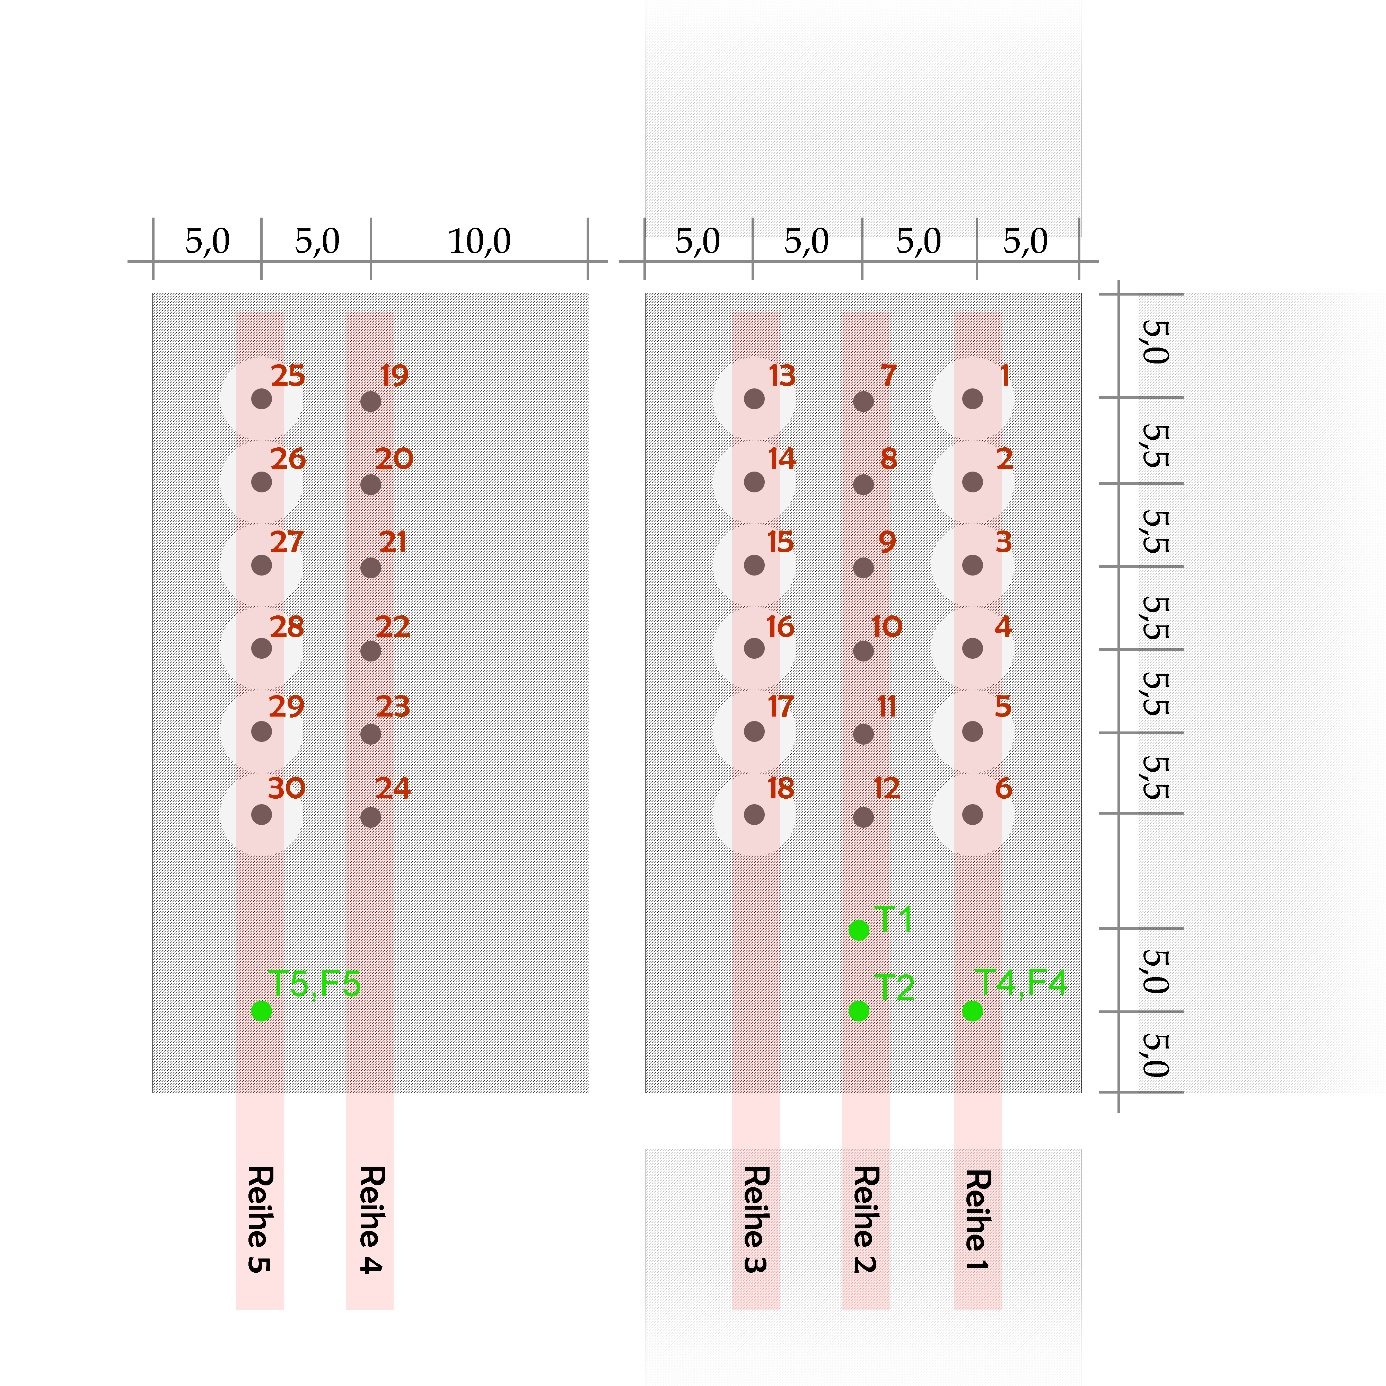 5,0 5,0 10,0 5,0 5,0 5,0 5,0
5,0
25 19 13 7 1
5,5
26 20 14 8 2
5,5
27 21 15 9 3
5,5
28 22 16 10 4
5,5
29 23 17 11 5
5,5
30 24 18 12 6
T1
5,0
T5,F5 T2 T4,F4
5,0
Reihe 5 Reihe 4 Reihe 3 Reihe 2 Reihe 1